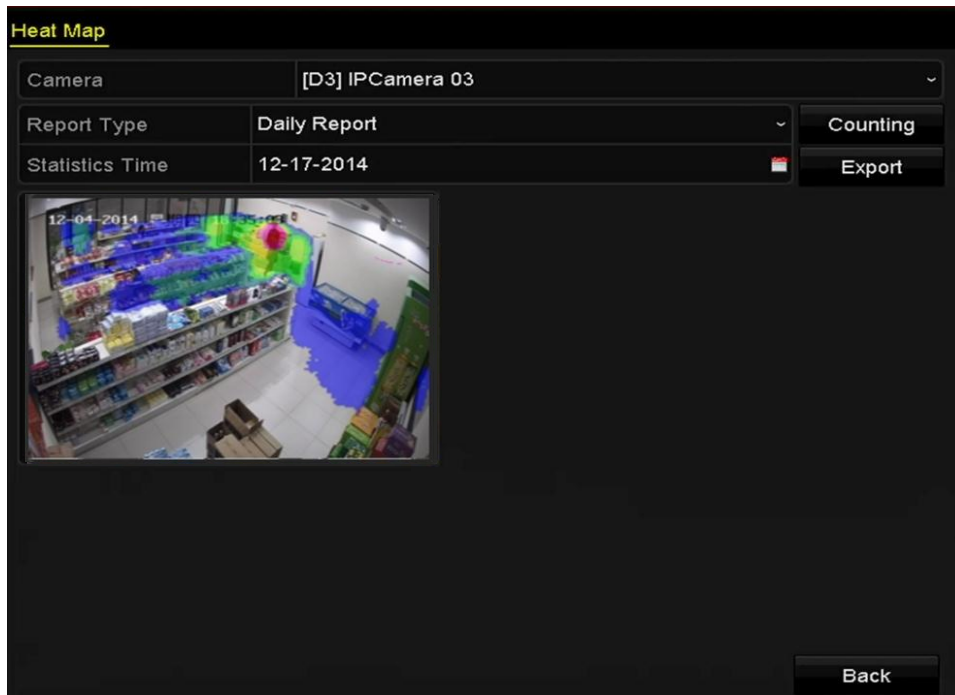 Heat Map
Camera [D3] IPCamera 03
Report Type Daily Report Counting
Statistics Time 12-17-2014 Export
12-04-2014
Back